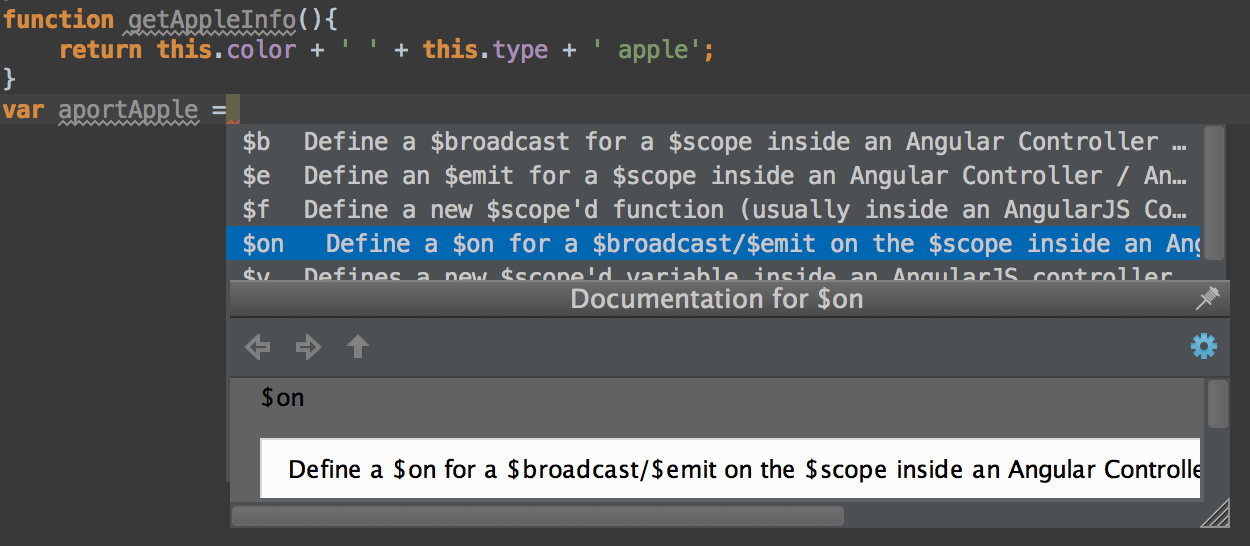 function getAppleInfo(){
return this.color + ' ' + this.type + ' apple';
}
var aportApple =
$b Define a $broadcast for a $scope inside an Angular Controller …
$e Define an $emit for a $scope inside an Angular Controller / An…
$f Define a new $scope'd function (usually inside an AngularJS Co…
$on Define a $on for a $broadcast/$emit on the $scope inside an Ang
$v Defines a new $scope'd variable inside an AngularJS controller
Documentation for $on
$on
Define a $on for a $broadcast/$emit on the $scope inside an Angular Controlle